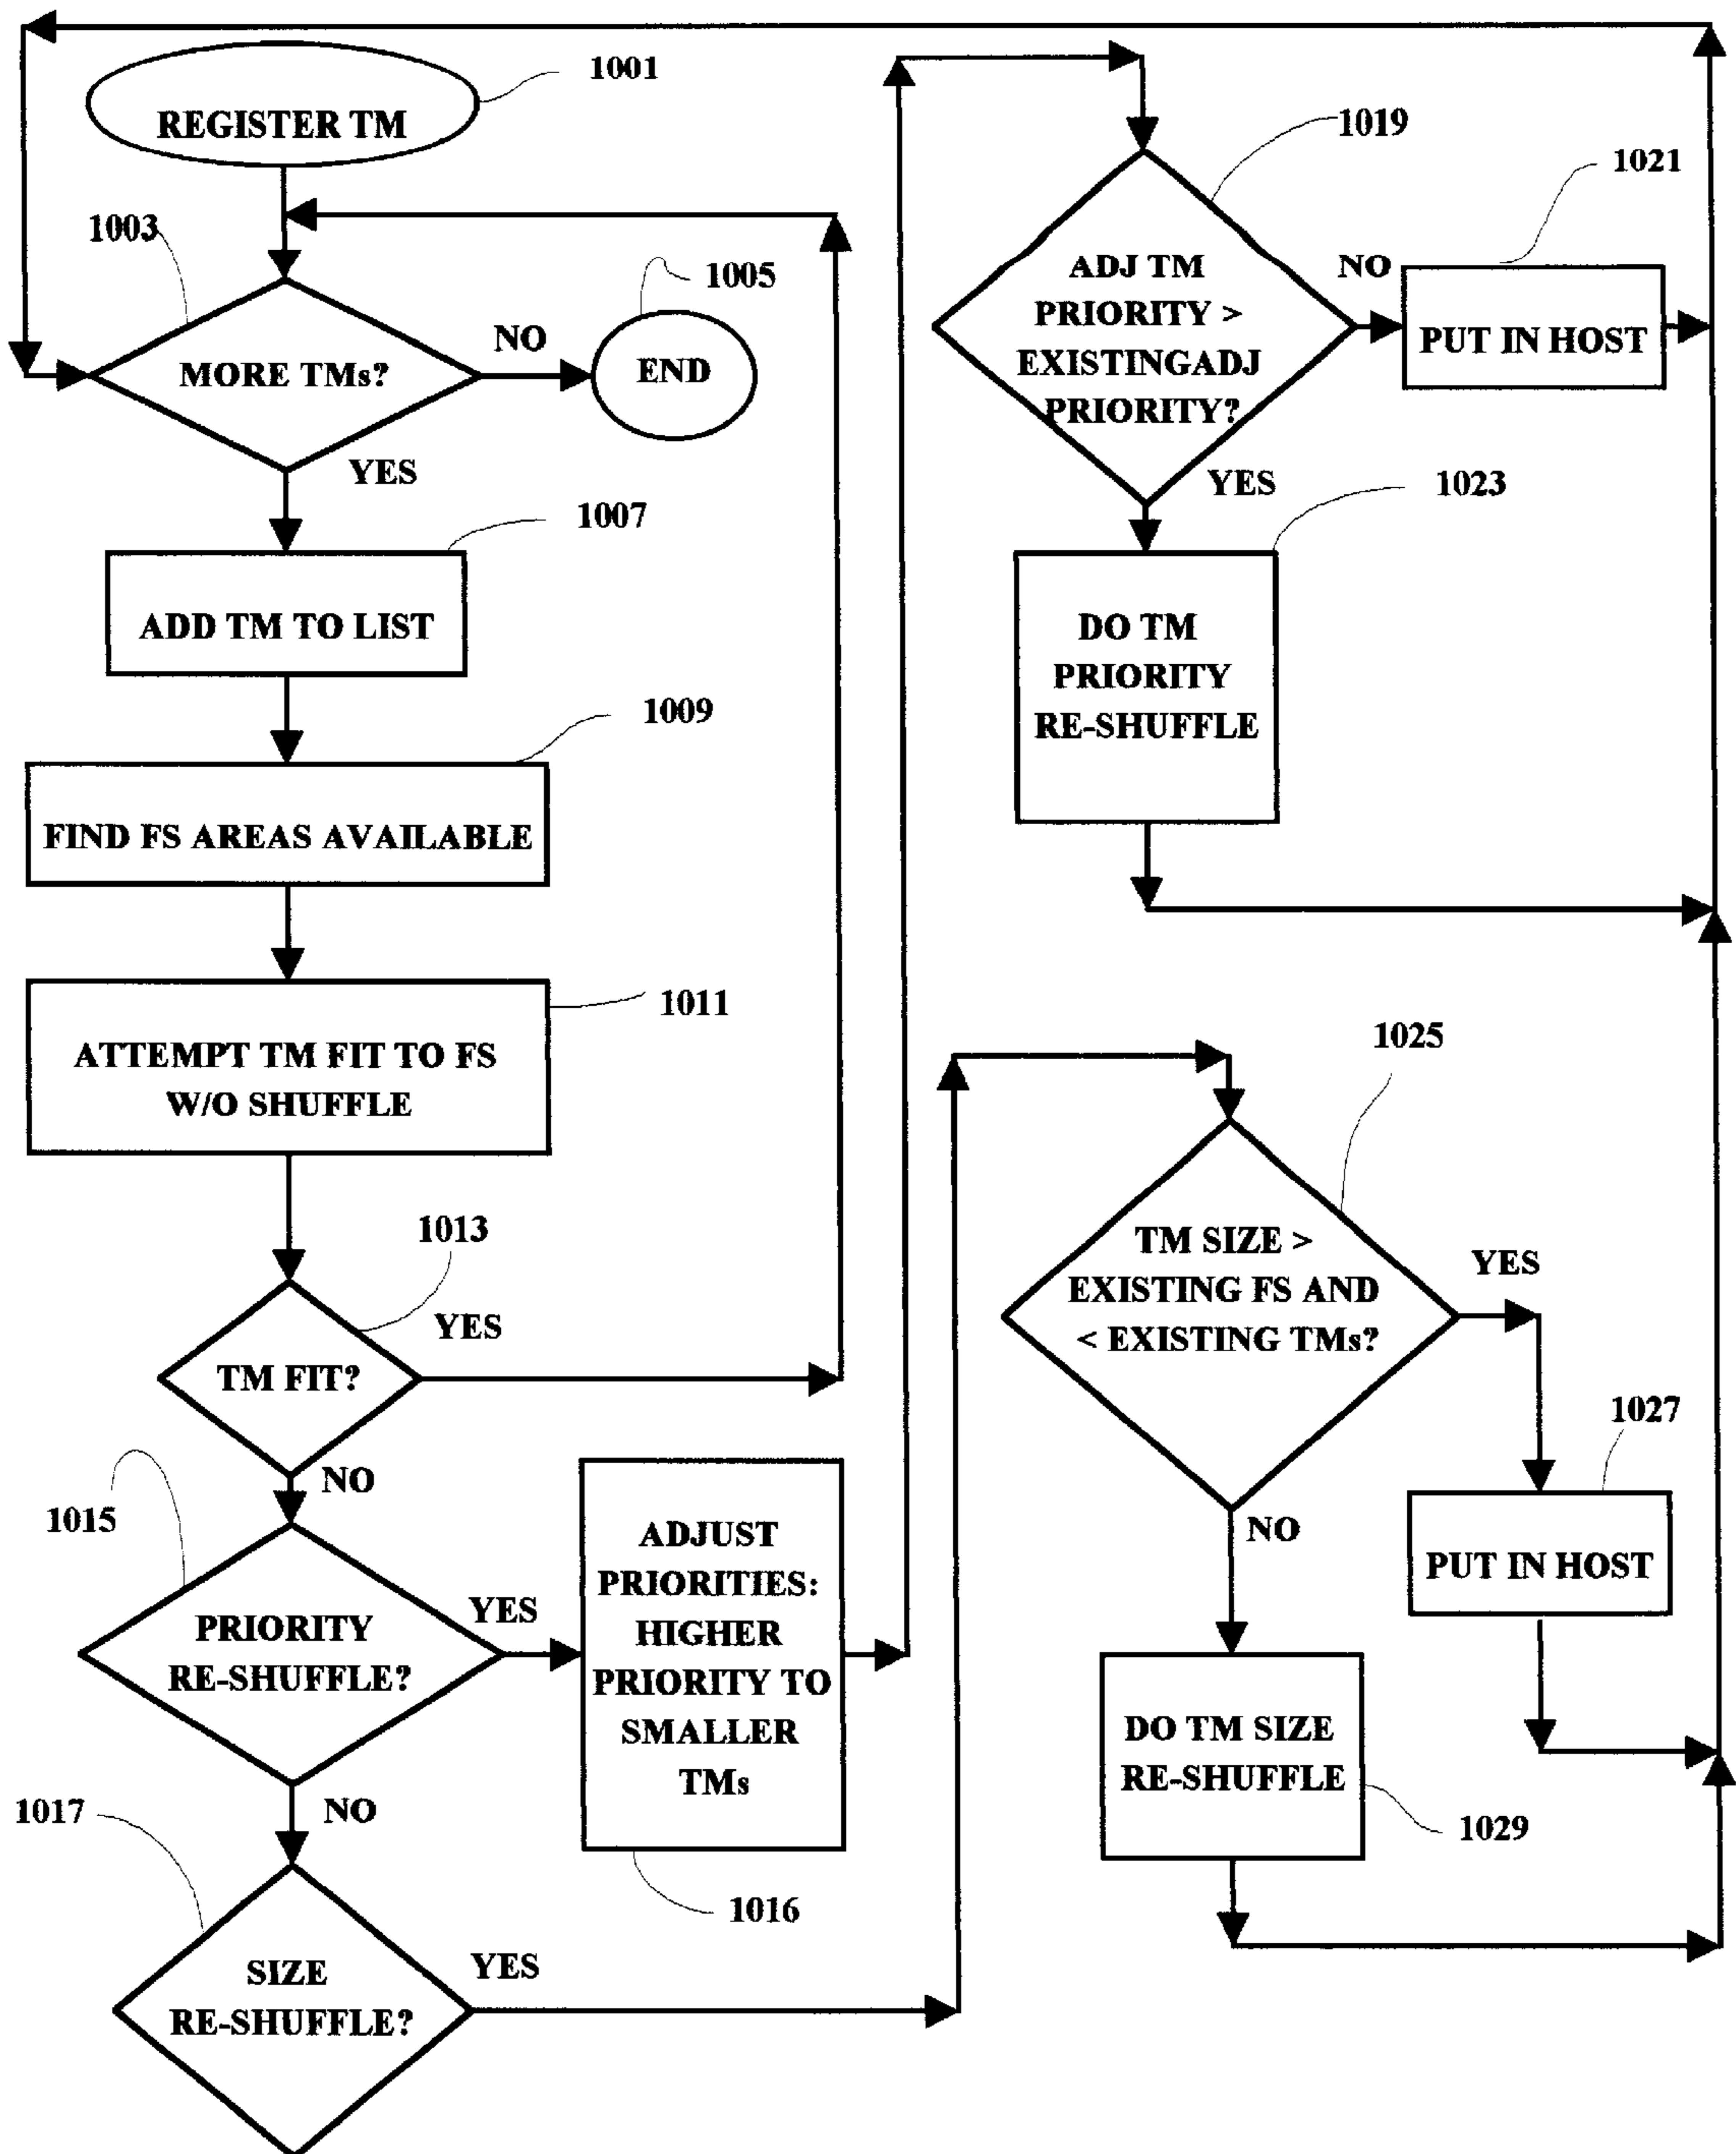 1001
REGISTER TM
1003
MORE TMs?
NO
1005
END
YES
1007
ADD TM TO LIST
1009
FIND FS AREAS AVAILABLE
1011
ATTEMPT TM FIT TO FS
W/O SHUFFLE
1013
TM FIT?
YES
NO
1015
PRIORITY
RE-SHUFFLE?
YES
ADJUST
PRIORITIES:
HIGHER
PRIORITY TO
SMALLER
TMs
1016
NO
1017
SIZE
RE-SHUFFLE?
YES
1019
ADJ TM
PRIORITY >
EXISTINGADJ
PRIORITY?
NO
1021
PUT IN HOST
YES
1023
DO TM
PRIORITY
RE-SHUFFLE
1025
TM SIZE >
EXISTING FS AND
< EXISTING TMs?
YES
1027
PUT IN HOST
NO
DO TM SIZE
RE-SHUFFLE
1029